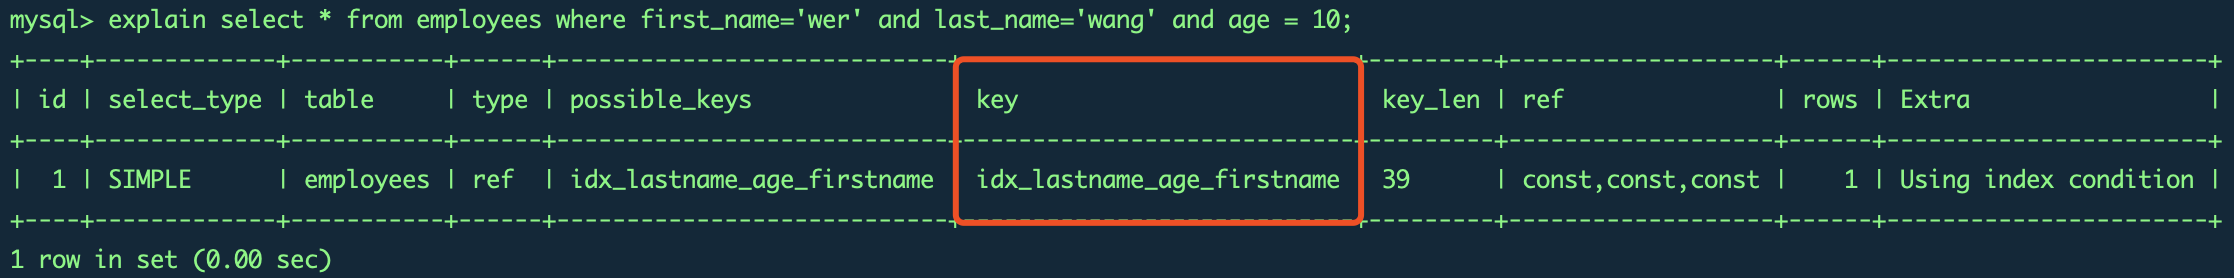 mysql> explain select * from employees where first_name='wer' and last_name='wang' and age = 10;
+----+-------------+-----------+------+----------------------------+----------------------------+---------+-------------------+------+-----------------------+
| id | select_type | table     | type | possible_keys              | key                        | key_len | ref               | rows | Extra                 |
+----+-------------+-----------+------+----------------------------+----------------------------+---------+-------------------+------+-----------------------+
|  1 | SIMPLE      | employees | ref  | idx_lastname_age_firstname | idx_lastname_age_firstname | 39      | const,const,const |    1 | Using index condition |
+----+-------------+-----------+------+----------------------------+----------------------------+---------+-------------------+------+-----------------------+
1 row in set (0.00 sec)